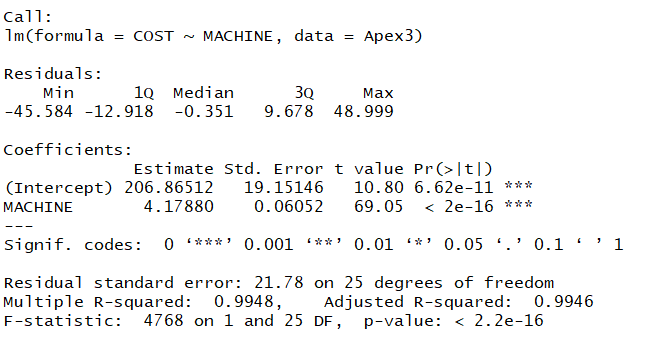 Call:
lm(formula = COST ~ MACHINE, data = Apex3)
Residuals:
    Min      1Q  Median      3Q     Max
-45.584 -12.918  -0.351   9.678  48.999
Coefficients:
             Estimate Std. Error t value Pr(>|t|)
(Intercept) 206.86512   19.15146   10.80 6.62e-11 ***
MACHINE       4.17880    0.06052   69.05  < 2e-16 ***
---
Signif. codes:  0 ‘***’ 0.001 ‘**’ 0.01 ‘*’ 0.05 ‘.’ 0.1 ‘ ’ 1
Residual standard error: 21.78 on 25 degrees of freedom
Multiple R-squared:  0.9948,    Adjusted R-squared:  0.9946
F-statistic:  4768 on 1 and 25 DF,  p-value: < 2.2e-16